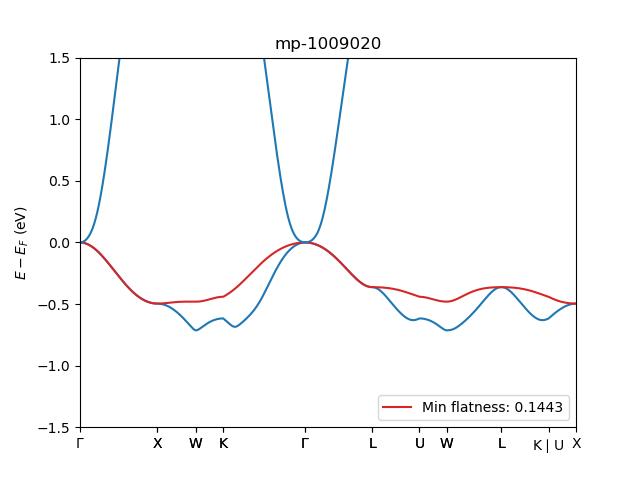 mp-1009020
E − E_F (eV)
1.5
1.0
0.5
0.0
−0.5
−1.0
−1.5
Min flatness: 0.1443
Γ X W K Γ L U W L K | U X